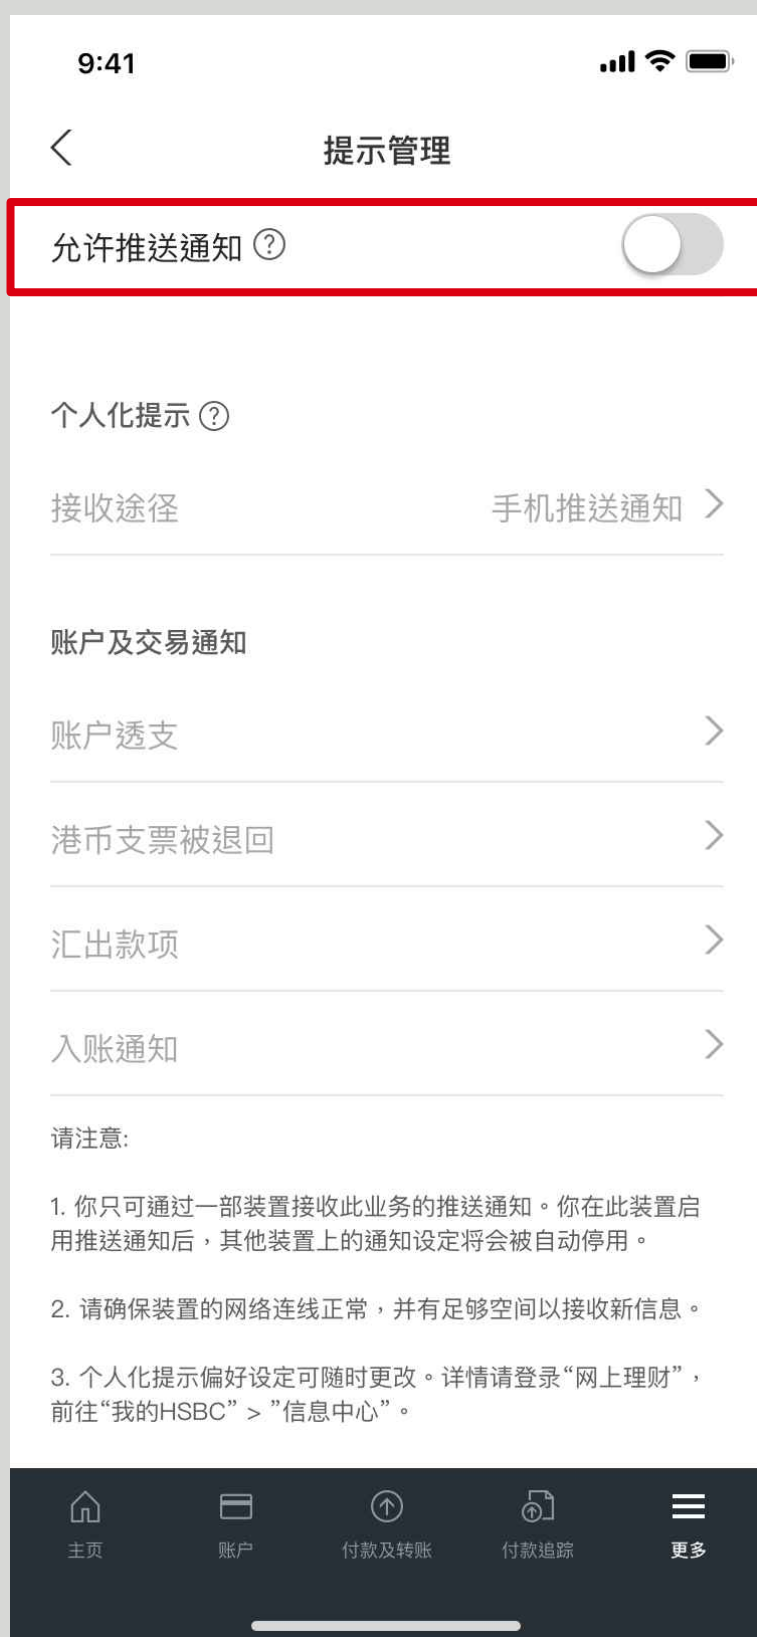 9:41
提示管理
允许推送通知 ?
个人化提示 ?
接收途径 手机推送通知
账户及交易通知
账户透支
港币支票被退回
汇出款项
入账通知
请注意:
1. 你只可通过一部装置接收此业务的推送通知。你在此装置启
用推送通知后，其他装置上的通知设定将会被自动停用。
2. 请确保装置的网络连线正常，并有足够空间以接收新信息。
3. 个人化提示偏好设定可随时更改。详情请登录“网上理财”，
前往“我的HSBC” > ”信息中心”。
主页 账户 付款及转账 付款追踪 更多